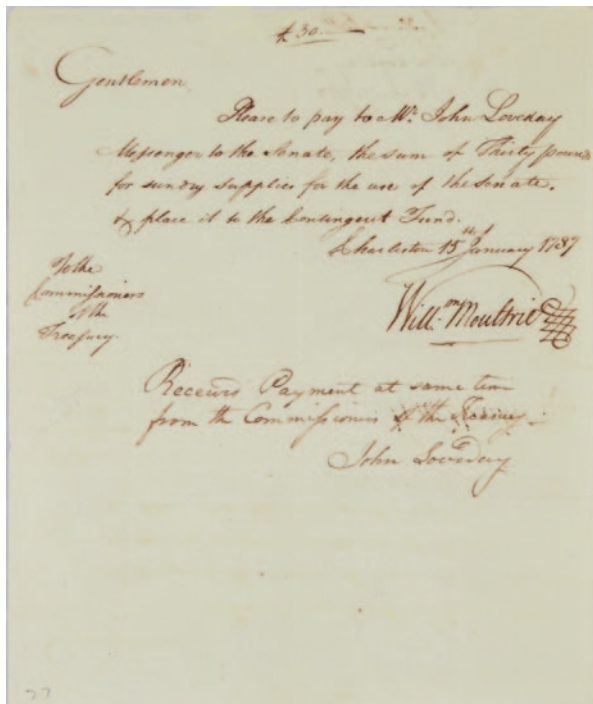 £30.
Gentlemen
Please to pay to Mr. John Loveday
Messenger to the Senate, the sum of Thirty pounds
for sundry supplies for the use of the Senate.
& place it to the Contingent Fund.
Charleston 15th January 1787
To the
Commissioners
of the
Treasury.
Willm. Moultrie
Received Payment at same time
from the Commissioners of the Treasury
John Loveday
77